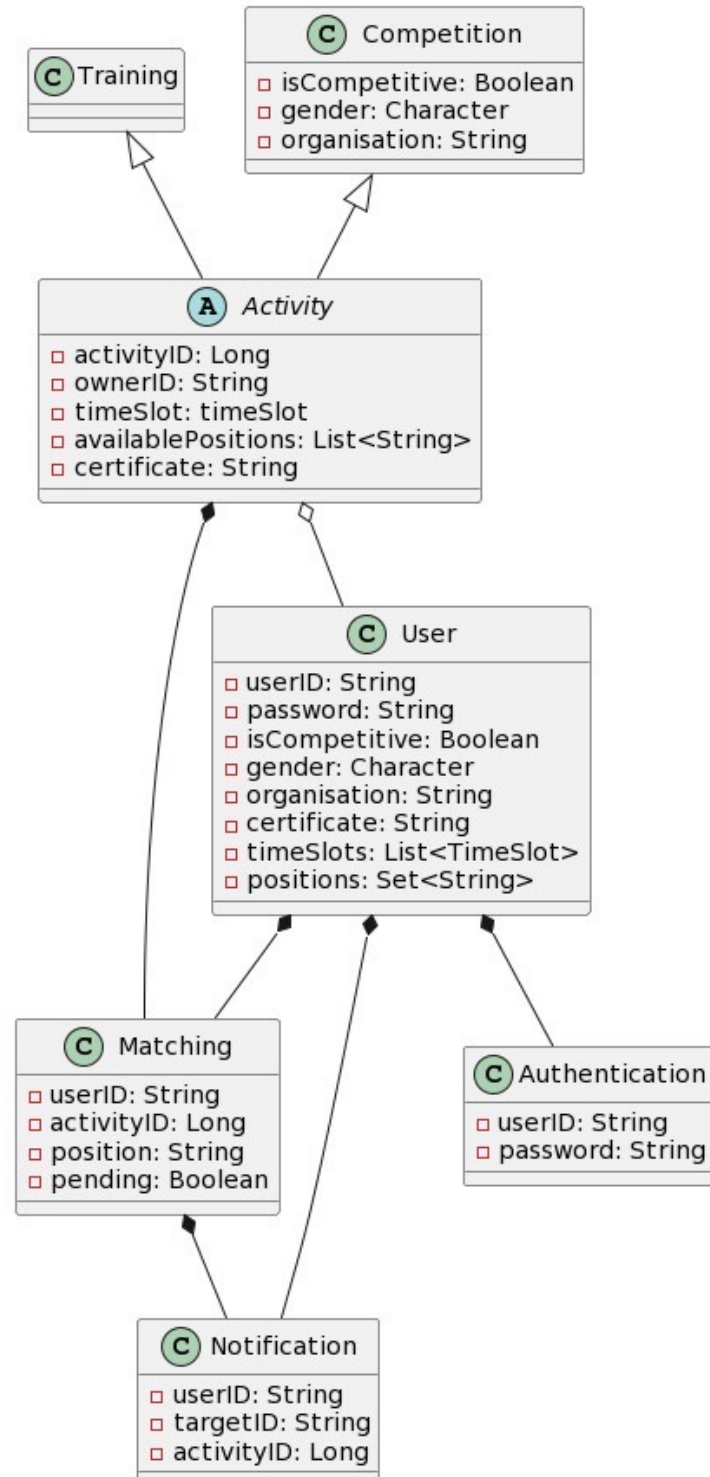 C Training
C Competition
isCompetitive: Boolean
gender: Character
organisation: String
A Activity
activityID: Long
ownerID: String
timeSlot: timeSlot
availablePositions: List<String>
certificate: String
C User
userID: String
password: String
isCompetitive: Boolean
gender: Character
organisation: String
certificate: String
timeSlots: List<TimeSlot>
positions: Set<String>
C Matching
userID: String
activityID: Long
position: String
pending: Boolean
C Authentication
userID: String
password: String
C Notification
userID: String
targetID: String
activityID: Long